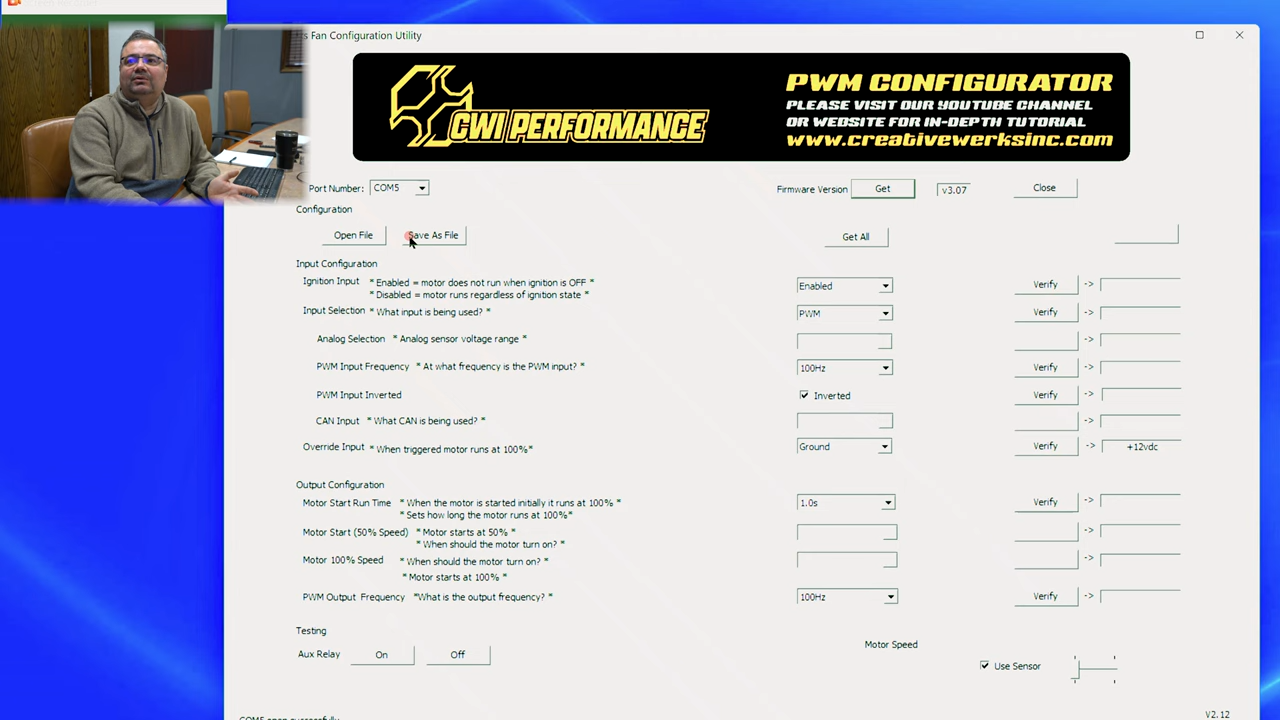 Fan Configuration Utility
CWI PERFORMANCE
PWM CONFIGURATOR
PLEASE VISIT OUR YOUTUBE CHANNEL
OR WEBSITE FOR IN-DEPTH TUTORIAL
www.creativewerksinc.com
Port Number: COM5 Firmware Version Get v3.07 Close
Configuration
Open File Save As File Get All
Input Configuration
Ignition Input * Enabled = motor does not run when ignition is OFF * Enabled Verify ->
* Disabled = motor runs regardless of ignition state *
Input Selection * What input is being used? * PWM Verify ->
Analog Selection * Analog sensor voltage range * ->
PWM Input Frequency * At what frequency is the PWM input? * 100Hz Verify ->
PWM Input Inverted Inverted Verify ->
CAN Input * What CAN is being used? * ->
Override Input * When triggered motor runs at 100%* Ground Verify -> +12vdc
Output Configuration
Motor Start Run Time * When the motor is started initially it runs at 100% * 1.0s Verify ->
* Sets how long the motor runs at 100%*
Motor Start (50% Speed) * Motor starts at 50% * ->
* When should the motor turn on? *
Motor 100% Speed * When should the motor turn on? * ->
* Motor starts at 100% *
PWM Output Frequency *What is the output frequency? * 100Hz Verify ->
Testing
Aux Relay On Off Motor Speed
Use Sensor
COM5 open successfully V2.12